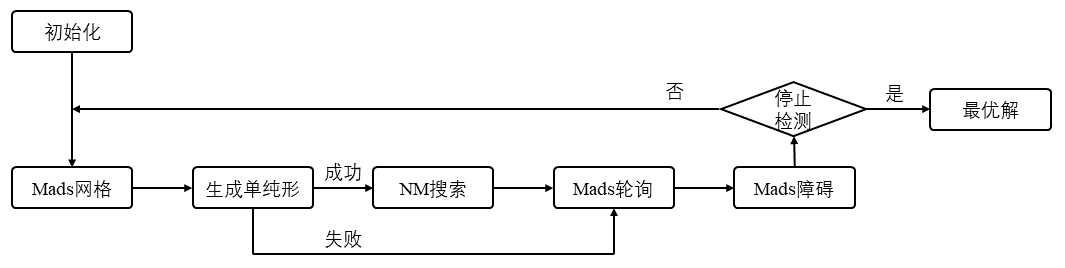 初始化
否
停止
检测
是
最优解
Mads网格
生成单纯形
成功
NM搜索
Mads轮询
Mads障碍
失败